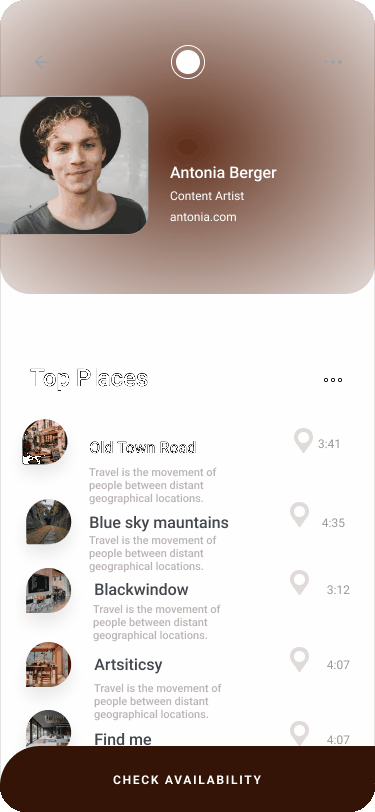 Antonia Berger
Content Artist
antonia.com
Top Places
Old Town Road
3:41
Travel is the movement of
people between distant
geographical locations.
Blue sky mauntains
4:35
Travel is the movement of
people between distant
geographical locations.
Blackwindow
3:12
Travel is the movement of
people between distant
geographical locations.
Artsiticsy
4:07
Travel is the movement of
people between distant
geographical locations.
Find me
4:07
CHECK AVAILABILITY